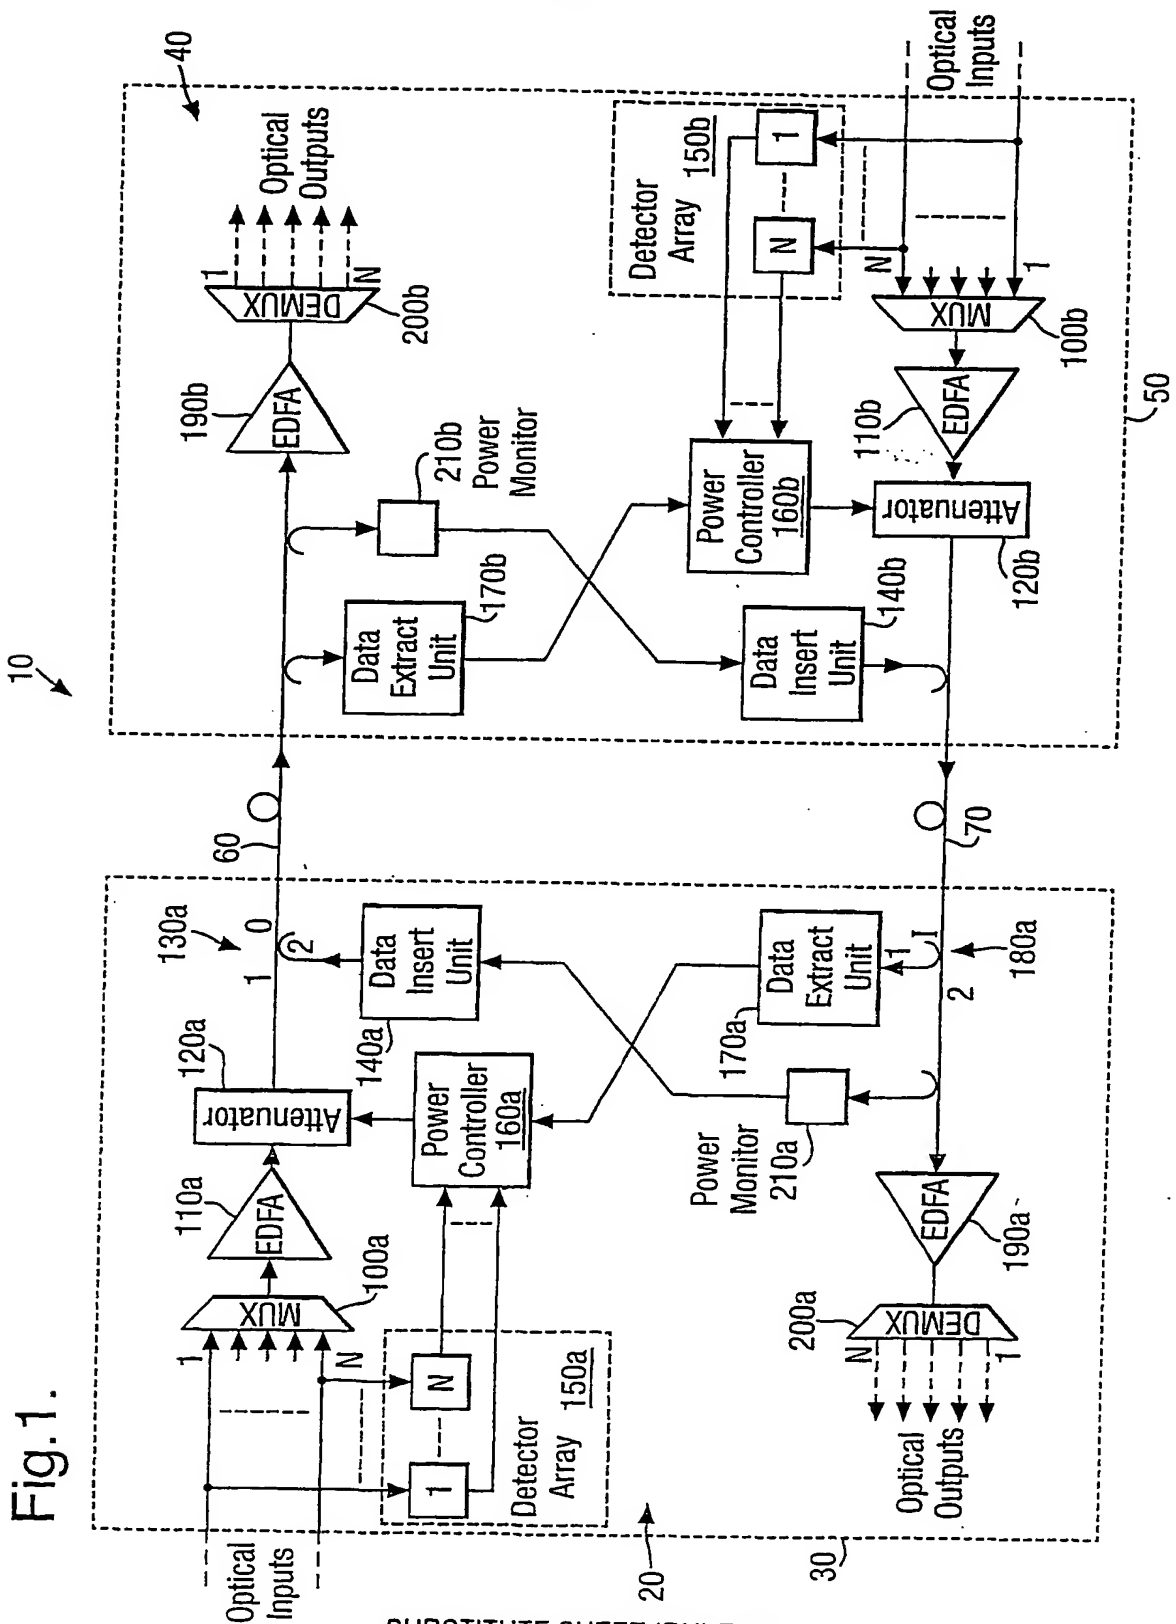 Fig.1.
10
20
30
Optical
Inputs
1
N
MUX
100a
EDFA
110a
Attenuator
120a
130a
1
0
2
60
Data
Insert
Unit
140a
Power
Controller
160a
N
1
Detector
Array
150a
Data
Extract
Unit
170a
1
I
2
180a
70
Power
Monitor
210a
EDFA
190a
DEMUX
200a
N
1
Optical
Outputs
40
50
EDFA
190b
DEMUX
200b
1
N
Optical
Outputs
210b
Power
Monitor
Data
Extract
Unit
170b
Power
Controller
160b
Data
Insert
Unit
140b
Detector
Array
150b
1
N
Optical
Inputs
N
1
MUX
100b
EDFA
110b
Attenuator
120b